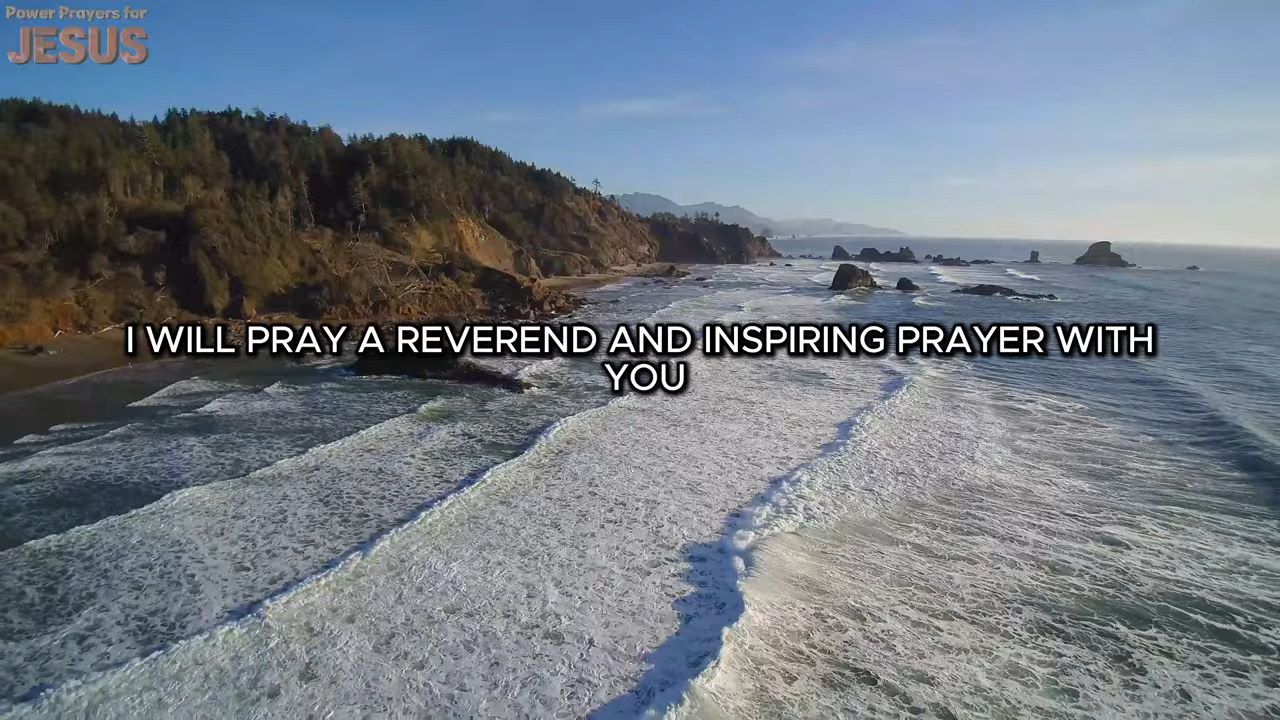 Power Prayers for
JESUS
I WILL PRAY A REVEREND AND INSPIRING PRAYER WITH
YOU